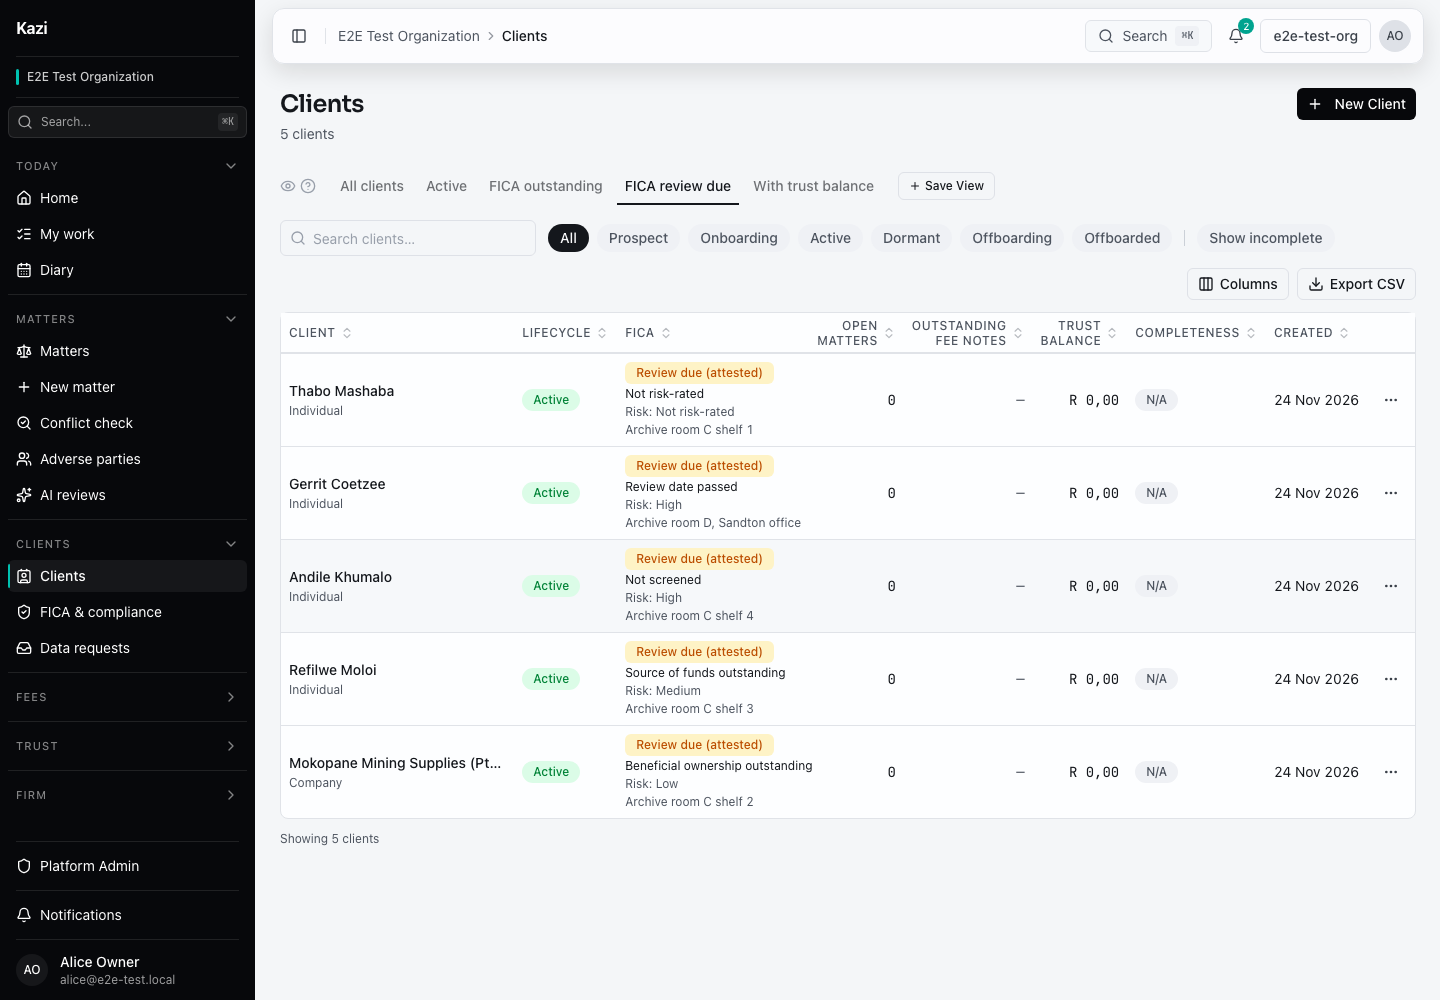 Kazi
E2E Test Organization
Search... ⌘K
TODAY
Home
My work
Diary
MATTERS
Matters
New matter
Conflict check
Adverse parties
AI reviews
CLIENTS
Clients
FICA & compliance
Data requests
FEES
TRUST
FIRM
Platform Admin
Notifications
AO
Alice Owner
alice@e2e-test.local
E2E Test Organization > Clients
Search ⌘K
2
e2e-test-org
AO
Clients
New Client
5 clients
All clients Active FICA outstanding FICA review due With trust balance + Save View
Search clients... All Prospect Onboarding Active Dormant Offboarding Offboarded Show incomplete
Columns Export CSV
CLIENT LIFECYCLE FICA OPEN MATTERS OUTSTANDING FEE NOTES TRUST BALANCE COMPLETENESS CREATED
Thabo Mashaba
Individual
Active
Review due (attested)
Not risk-rated
Risk: Not risk-rated
Archive room C shelf 1
0 – R 0,00 N/A 24 Nov 2026
Gerrit Coetzee
Individual
Active
Review due (attested)
Review date passed
Risk: High
Archive room D, Sandton office
0 – R 0,00 N/A 24 Nov 2026
Andile Khumalo
Individual
Active
Review due (attested)
Not screened
Risk: High
Archive room C shelf 4
0 – R 0,00 N/A 24 Nov 2026
Refilwe Moloi
Individual
Active
Review due (attested)
Source of funds outstanding
Risk: Medium
Archive room C shelf 3
0 – R 0,00 N/A 24 Nov 2026
Mokopane Mining Supplies (Pt...
Company
Active
Review due (attested)
Beneficial ownership outstanding
Risk: Low
Archive room C shelf 2
0 – R 0,00 N/A 24 Nov 2026
Showing 5 clients